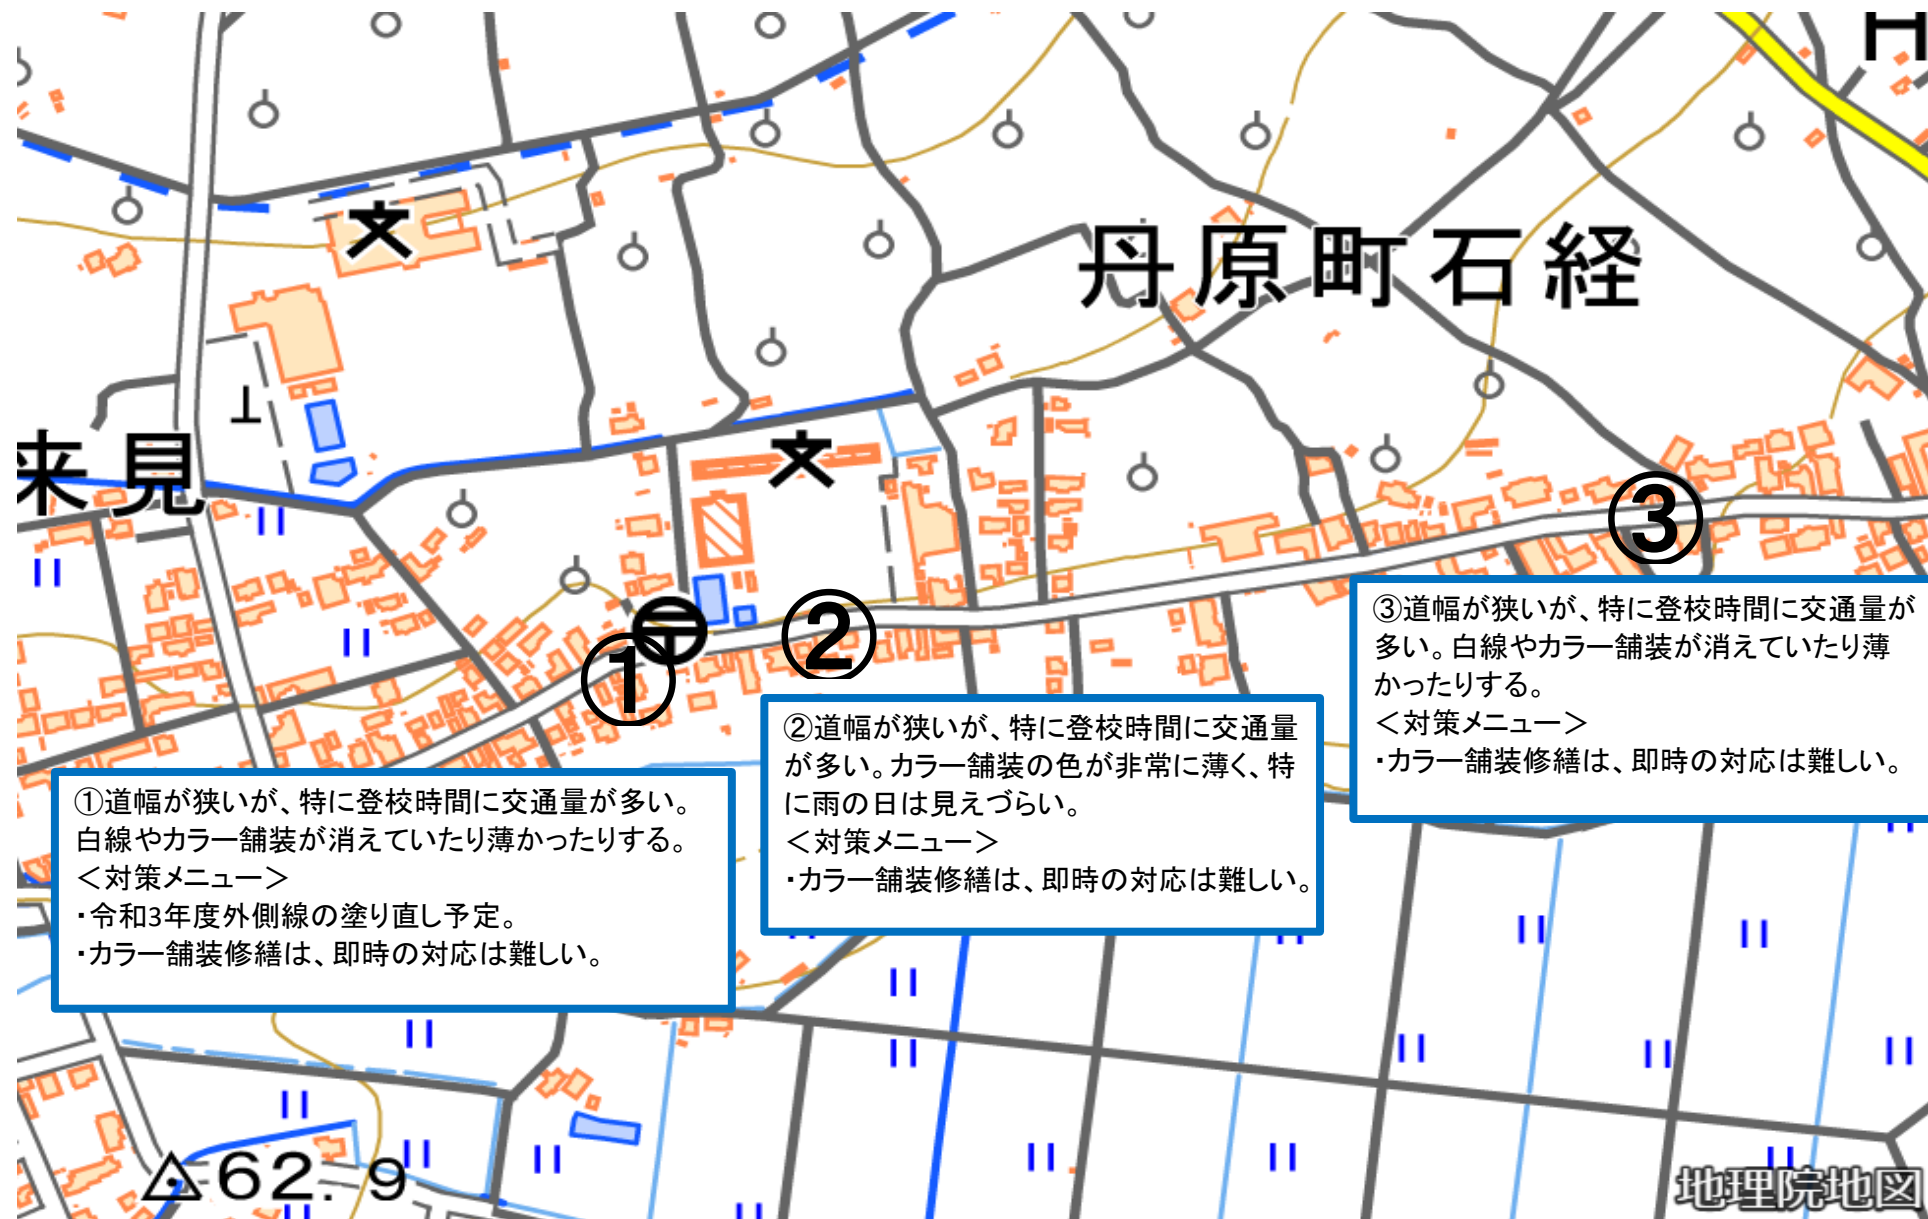 丹原町石経
来見
①
②
③
①道幅が狭いが、特に登校時間に交通量が多い。
白線やカラー舗装が消えていたり薄かったりする。
＜対策メニュー＞
・令和3年度外側線の塗り直し予定。
・カラー舗装修繕は、即時の対応は難しい。
②道幅が狭いが、特に登校時間に交通量
が多い。カラー舗装の色が非常に薄く、特
に雨の日は見えづらい。
＜対策メニュー＞
・カラー舗装修繕は、即時の対応は難しい。
③道幅が狭いが、特に登校時間に交通量が
多い。白線やカラー舗装が消えていたり薄
かったりする。
＜対策メニュー＞
・カラー舗装修繕は、即時の対応は難しい。
62.9
地理院地図